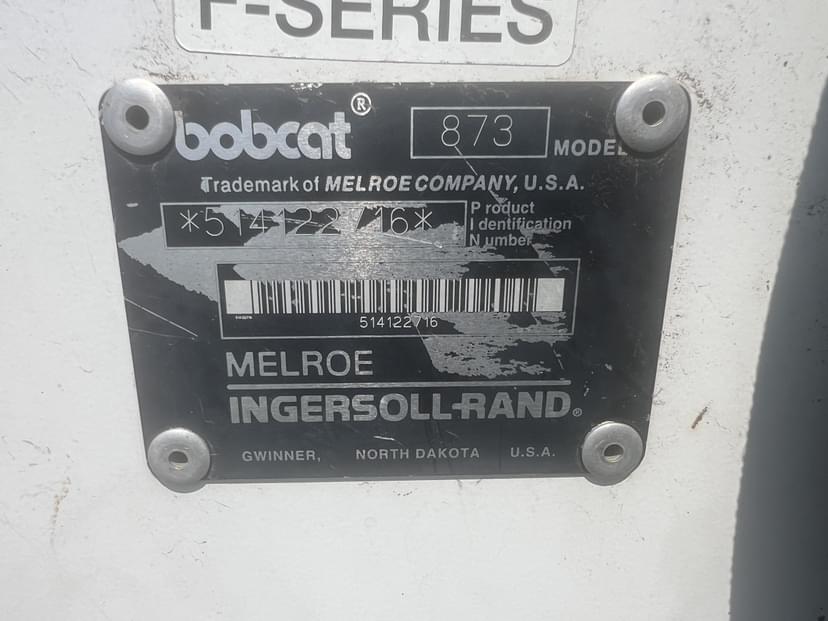 F-SERIES
bobcat®
873 MODEL
Trademark of MELROE COMPANY, U.S.A.
*514122716*
Product
Identification
Number
514122716
MELROE
INGERSOLL-RAND®
GWINNER, NORTH DAKOTA U.S.A.